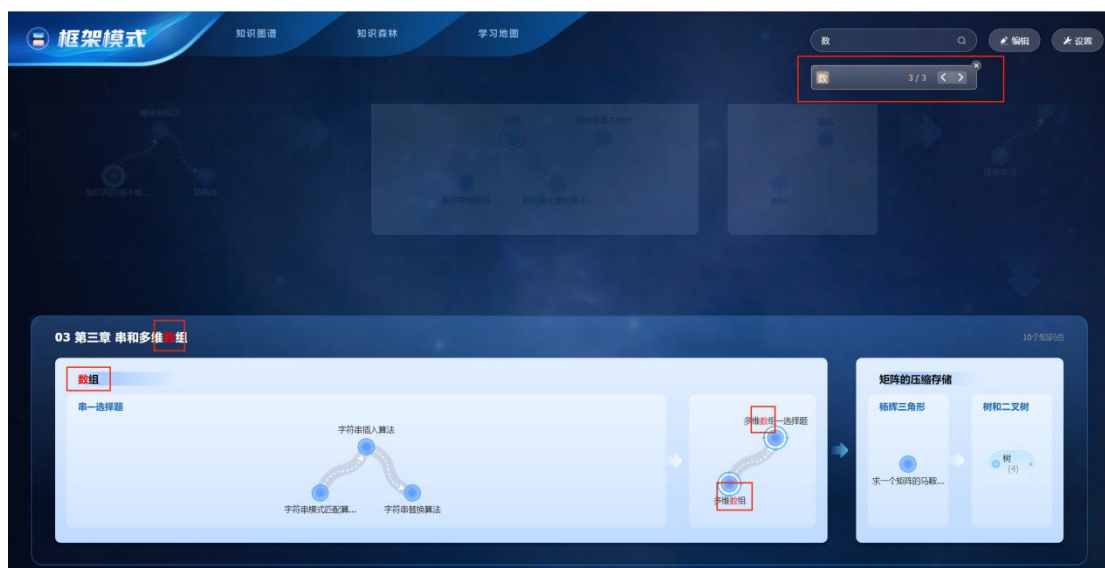 框架模式
知识图谱
知识森林
学习地图
数
编辑
设置
数
3 / 3
03 第三章 串和多维数组
10个知识点
数组
串—选择题
字符串插入算法
字符串模式匹配算...
字符串替换算法
多维数组—选择题
多维数组
矩阵的压缩存储
杨辉三角形
求一个矩阵的马鞍...
树和二叉树
树
(4)